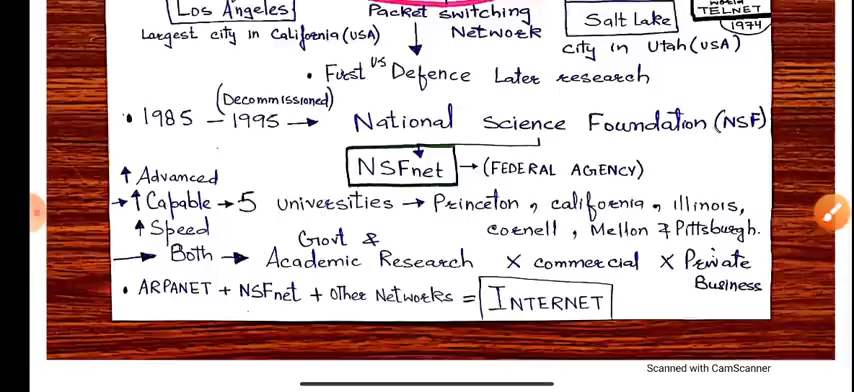 Los Angeles
Packet switching
Network
Salt Lake
TELNET
1974
Largest city in California (USA)
city in Utah (USA)
• First US Defence Later research
(Decommissioned)
• 1985 – 1995 → National Science Foundation (NSF)
NSFnet → (FEDERAL AGENCY)
↑ Advanced
→ ↑ Capable → 5 universities → Princeton, california, Illinois,
↑ Speed
cornell, Mellon & Pittsburgh.
→ Both → Govt & Academic Research × commercial × Private Business
• ARPANET + NSFnet + Other Networks = INTERNET
Scanned with CamScanner